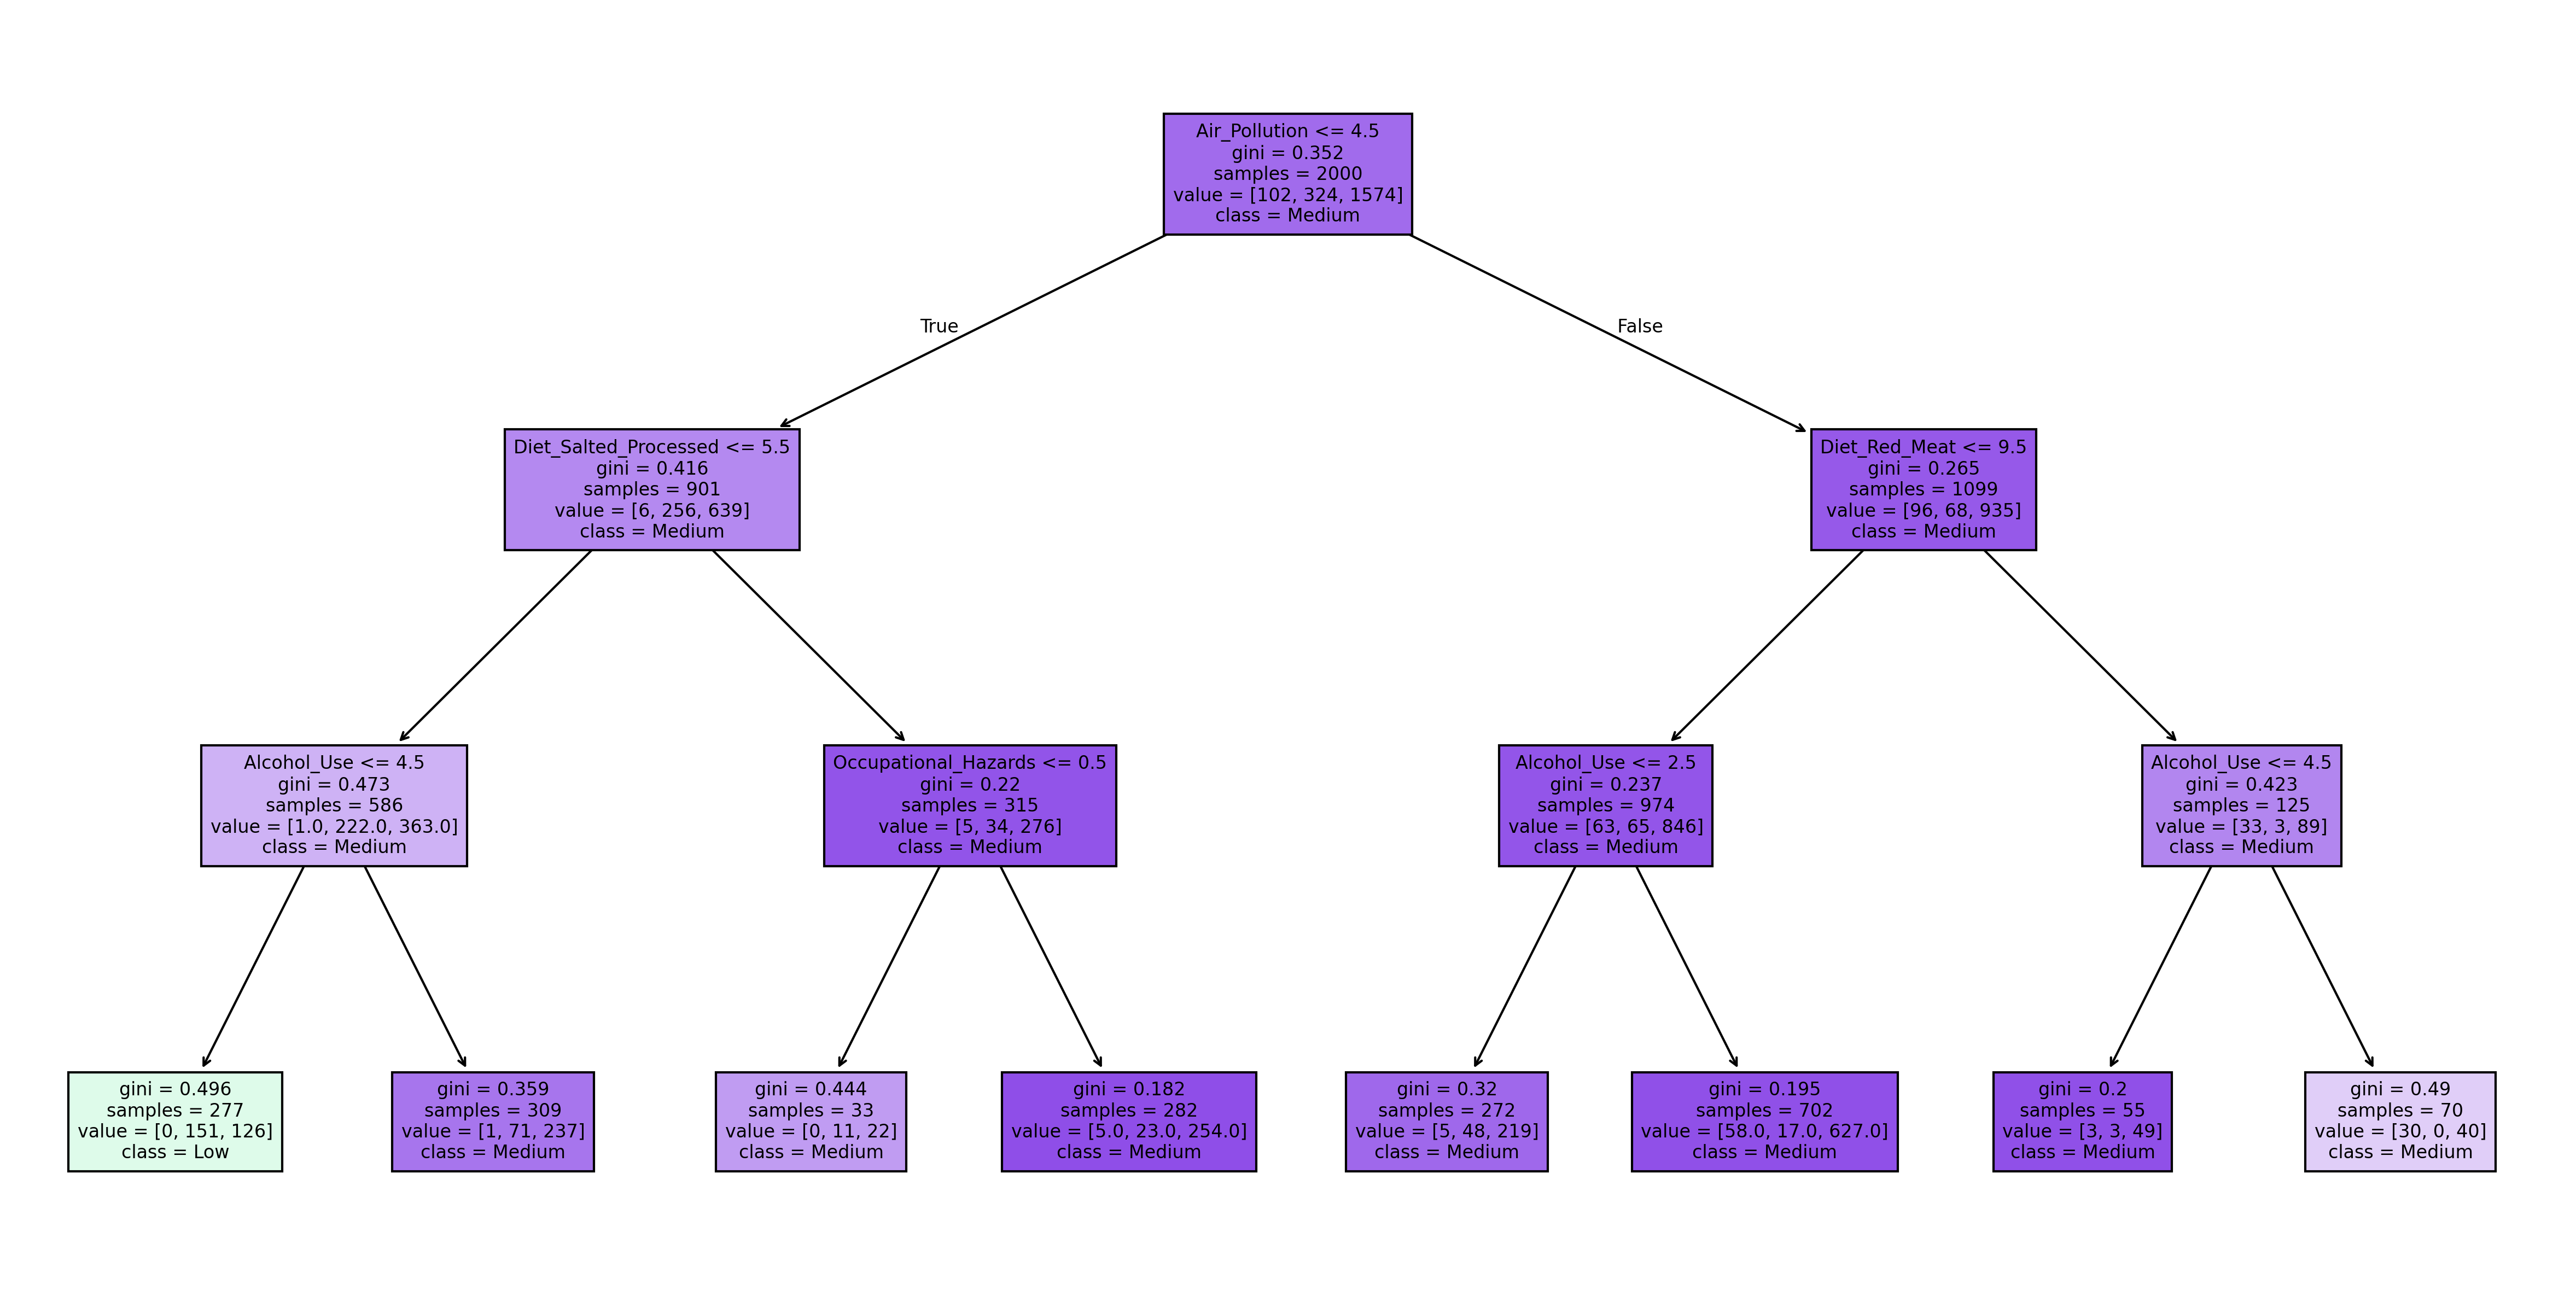 Air_Pollution <= 4.5
gini = 0.352
samples = 2000
value = [102, 324, 1574]
class = Medium
True
False
Diet_Salted_Processed <= 5.5
gini = 0.416
samples = 901
value = [6, 256, 639]
class = Medium
Diet_Red_Meat <= 9.5
gini = 0.265
samples = 1099
value = [96, 68, 935]
class = Medium
Alcohol_Use <= 4.5
gini = 0.473
samples = 586
value = [1.0, 222.0, 363.0]
class = Medium
Occupational_Hazards <= 0.5
gini = 0.22
samples = 315
value = [5, 34, 276]
class = Medium
Alcohol_Use <= 2.5
gini = 0.237
samples = 974
value = [63, 65, 846]
class = Medium
Alcohol_Use <= 4.5
gini = 0.423
samples = 125
value = [33, 3, 89]
class = Medium
gini = 0.496
samples = 277
value = [0, 151, 126]
class = Low
gini = 0.359
samples = 309
value = [1, 71, 237]
class = Medium
gini = 0.444
samples = 33
value = [0, 11, 22]
class = Medium
gini = 0.182
samples = 282
value = [5.0, 23.0, 254.0]
class = Medium
gini = 0.32
samples = 272
value = [5, 48, 219]
class = Medium
gini = 0.195
samples = 702
value = [58.0, 17.0, 627.0]
class = Medium
gini = 0.2
samples = 55
value = [3, 3, 49]
class = Medium
gini = 0.49
samples = 70
value = [30, 0, 40]
class = Medium